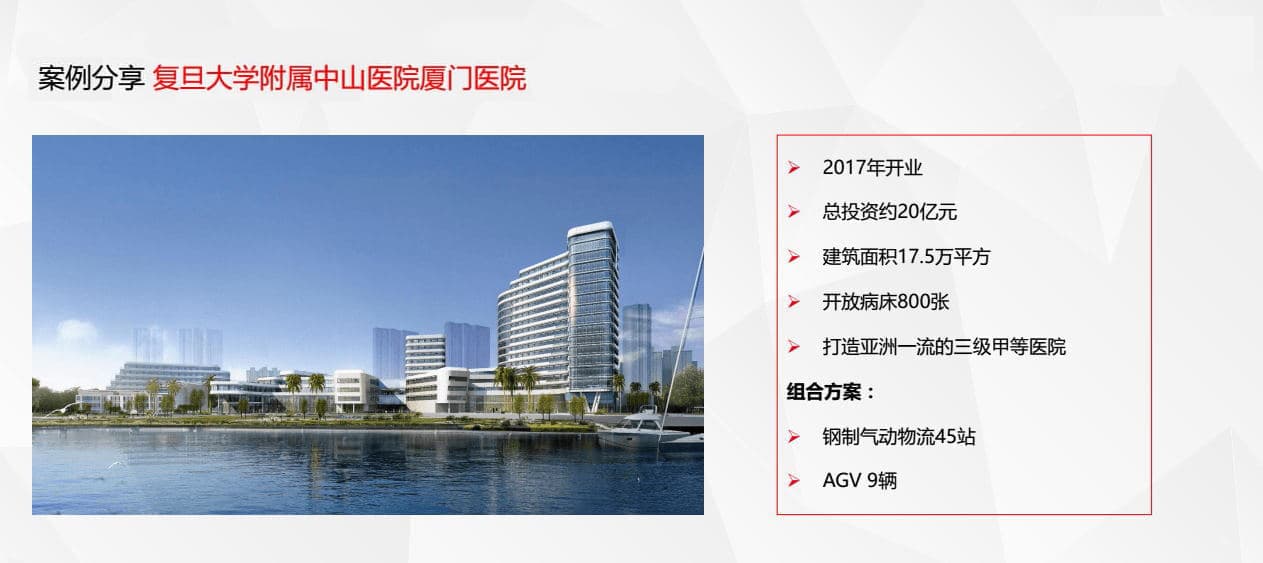 案例分享 复旦大学附属中山医院厦门医院
2017年开业
总投资约20亿元
建筑面积17.5万平方
开放病床800张
打造亚洲一流的三级甲等医院
组合方案：
钢制气动物流45站
AGV 9辆